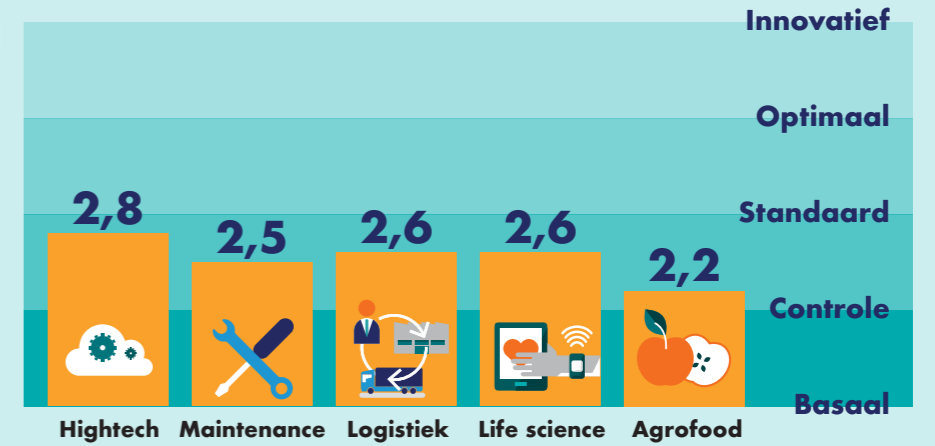 Innovatief
Optimaal
Standaard
Controle
Basaal
2,8
2,5
2,6
2,6
2,2
Hightech
Maintenance
Logistiek
Life science
Agrofood